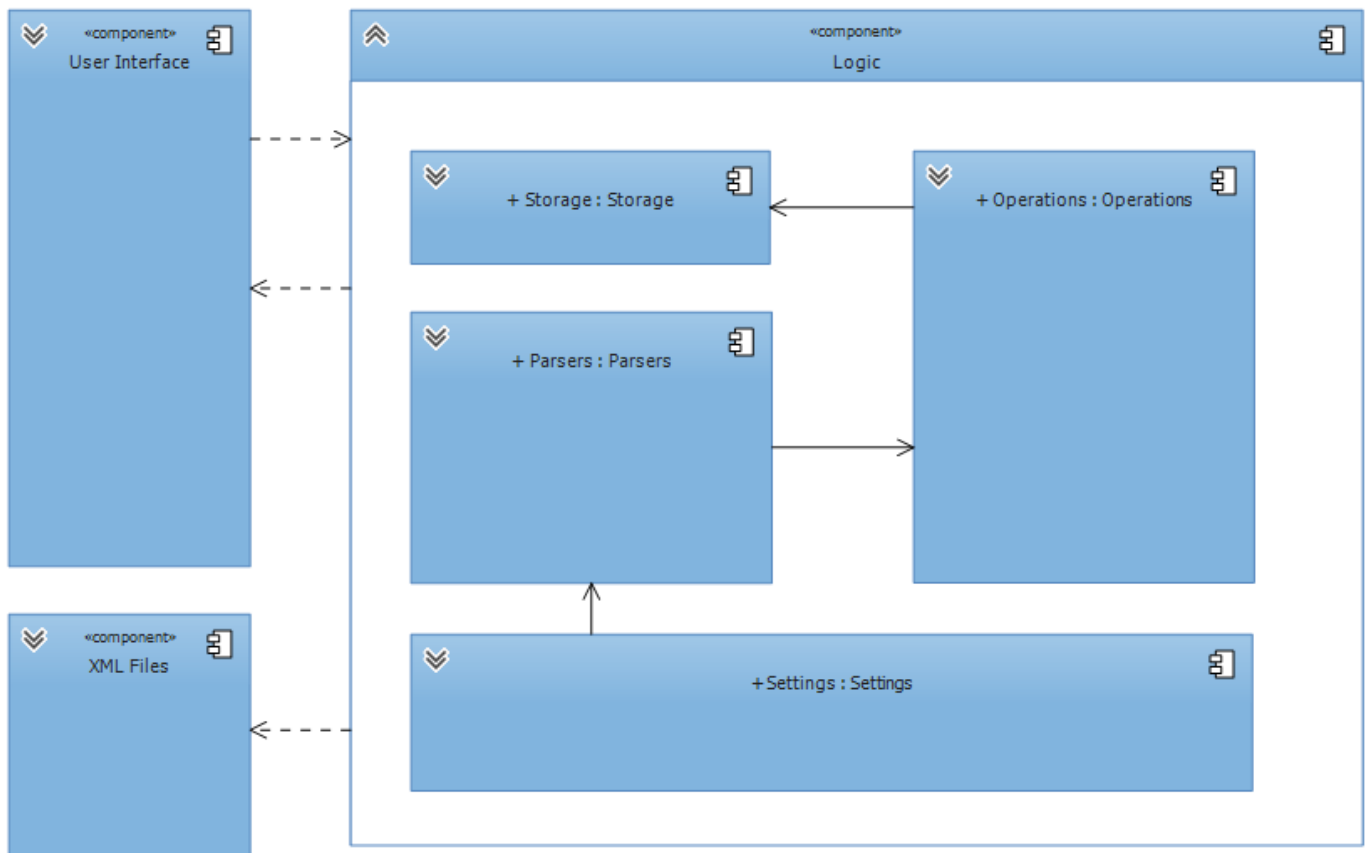 «component»
User Interface
«component»
Logic
+ Storage : Storage
+ Operations : Operations
+ Parsers : Parsers
«component»
XML Files
+Settings : Settings